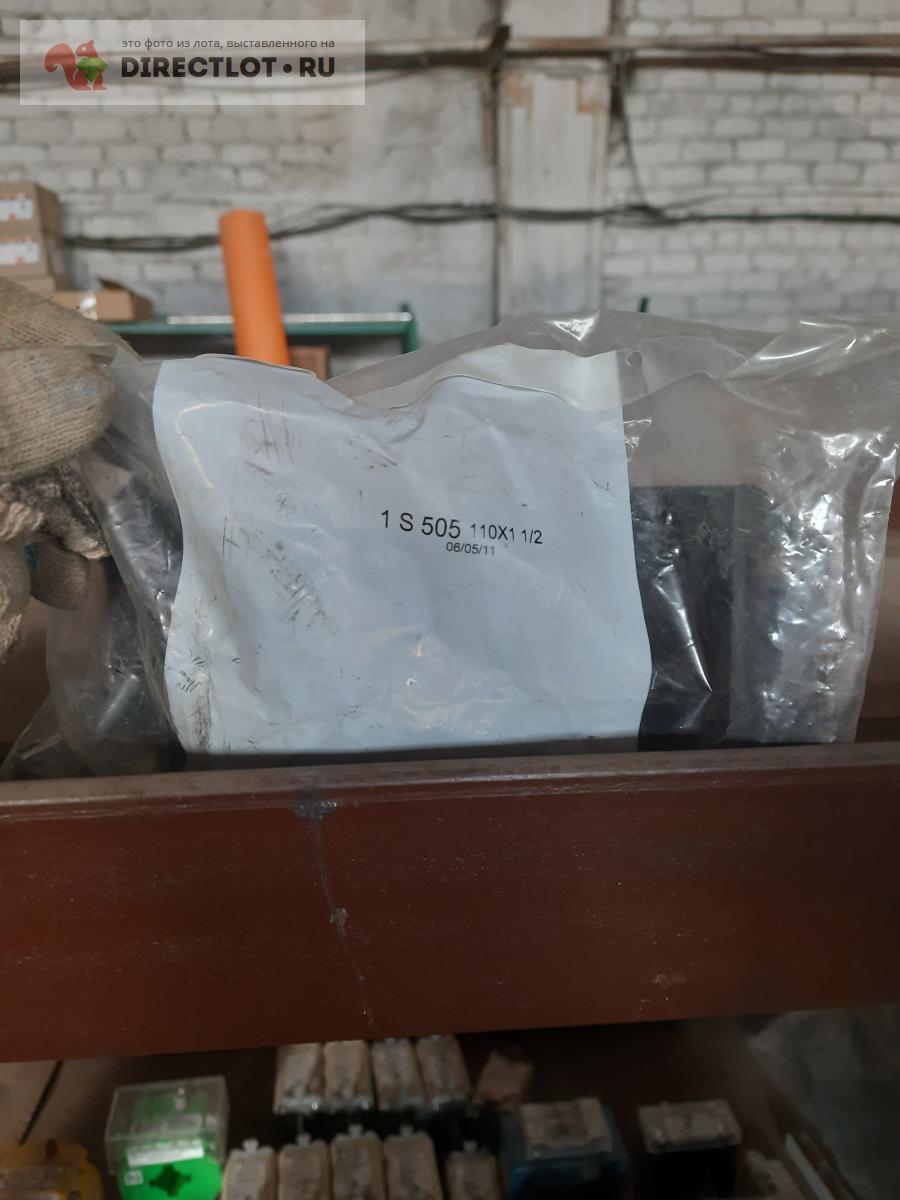 это фото из лота, выставленного на
DIRECTLOT•RU
1 S 505 110X1 1/2
06/05/11